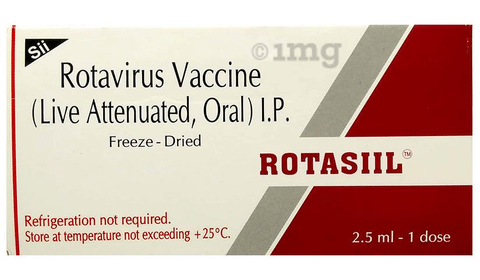 Sii
©1mg
Rotavirus Vaccine
(Live Attenuated, Oral) I.P.
Freeze - Dried
ROTASIIL™
Refrigeration not required.
Store at temperature not exceeding +25°C.
2.5 ml - 1 dose